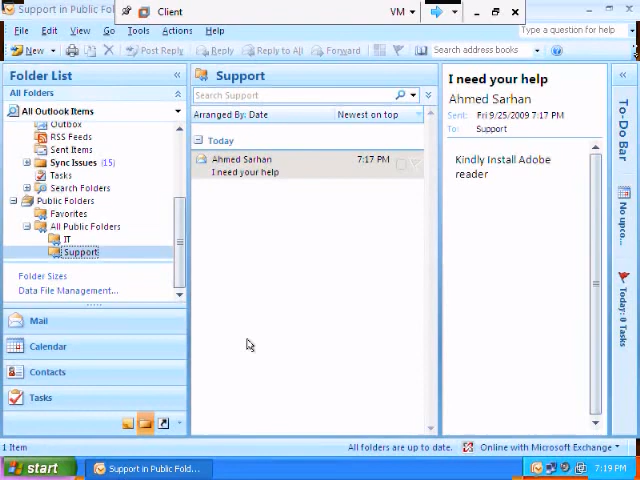 Support in Public Fol
Client
VM
File Edit View Go Tools Actions Help
Type a question for help
New Post Reply Reply Reply to All Forward Search address books
Folder List
All Folders
All Outlook Items
Outbox
RSS Feeds
Sent Items
Sync Issues (15)
Tasks
Search Folders
Public Folders
Favorites
All Public Folders
IT
Support
Folder Sizes
Data File Management...
Mail
Calendar
Contacts
Tasks
Support
Search Support
Arranged By: Date Newest on top
Today
Ahmed Sarhan 7:17 PM
I need your help
I need your help
Ahmed Sarhan
Sent: Fri 9/25/2009 7:17 PM
To: Support
Kindly Install Adobe
reader
To-Do Bar
No upco...
Today: 0 Tasks
1 Item
All folders are up to date.
Online with Microsoft Exchange
start
Support in Public Fold...
7:19 PM